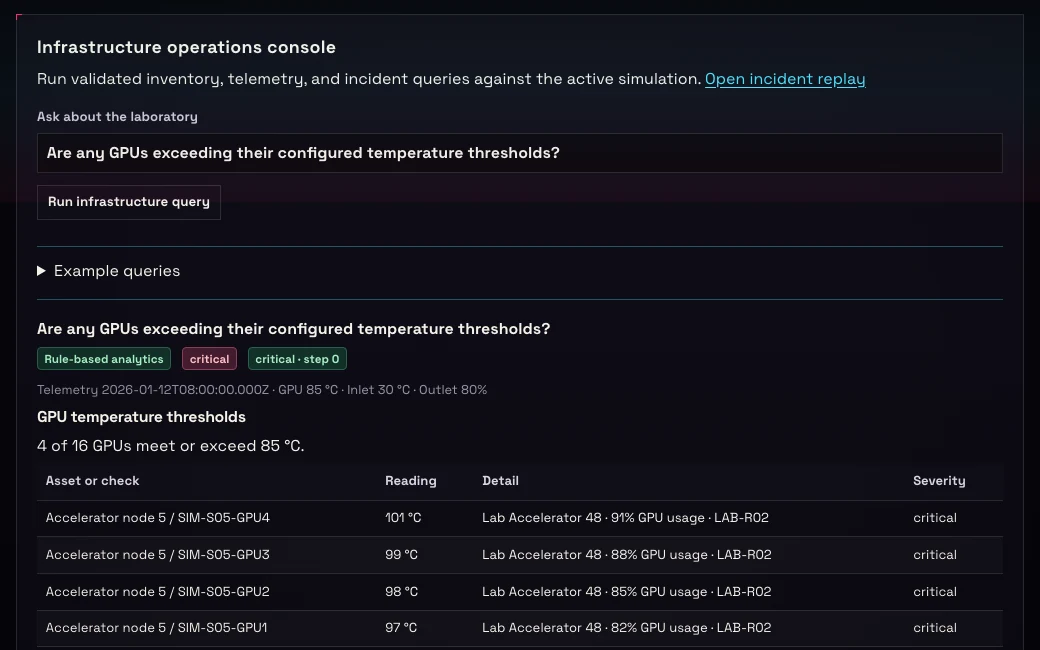 Infrastructure operations console
Run validated inventory, telemetry, and incident queries against the active simulation. Open incident replay
Ask about the laboratory
Are any GPUs exceeding their configured temperature thresholds?
Run infrastructure query
Example queries
Are any GPUs exceeding their configured temperature thresholds?
Rule-based analytics critical critical · step 0
Telemetry 2026-01-12T08:00:00.000Z · GPU 85 °C · Inlet 30 °C · Outlet 80%
GPU temperature thresholds
4 of 16 GPUs meet or exceed 85 °C.
Asset or check Reading Detail Severity
Accelerator node 5 / SIM-S05-GPU4 101 °C Lab Accelerator 48 · 91% GPU usage · LAB-R02 critical
Accelerator node 5 / SIM-S05-GPU3 99 °C Lab Accelerator 48 · 88% GPU usage · LAB-R02 critical
Accelerator node 5 / SIM-S05-GPU2 98 °C Lab Accelerator 48 · 85% GPU usage · LAB-R02 critical
Accelerator node 5 / SIM-S05-GPU1 97 °C Lab Accelerator 48 · 82% GPU usage · LAB-R02 critical